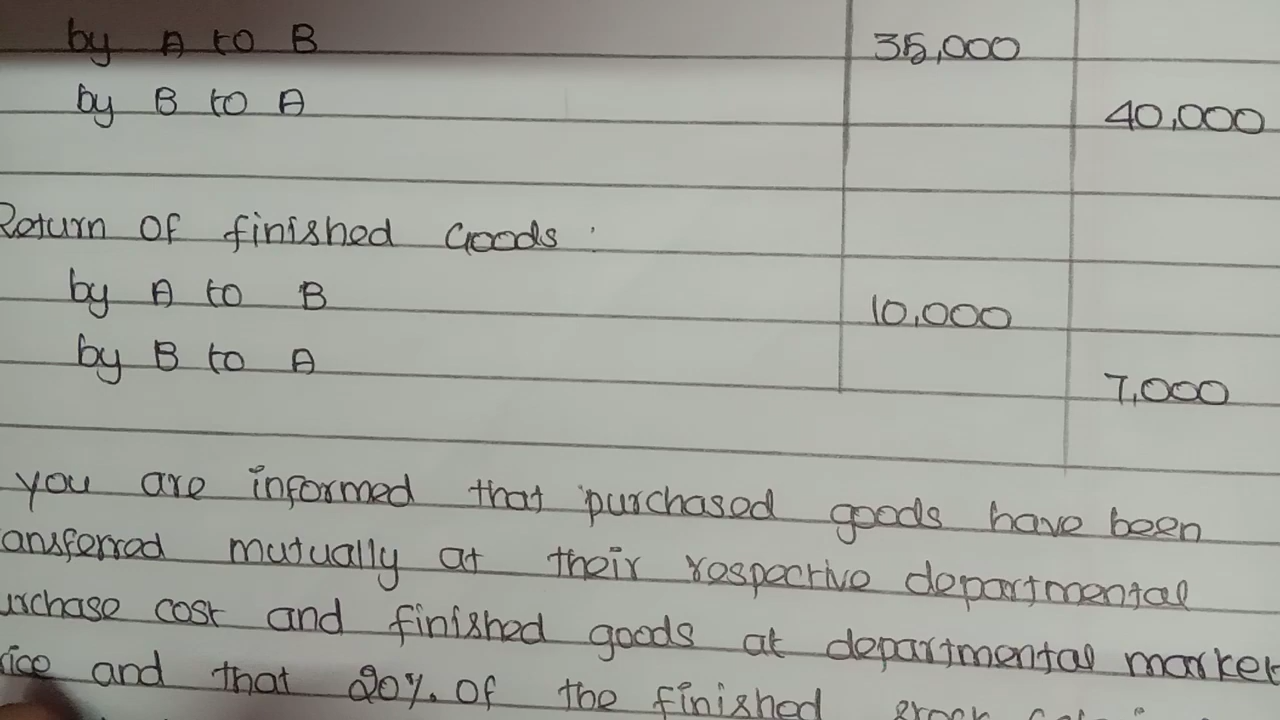 by A to B 35,000
by B to A 40,000
Return of finished Goods :
by A to B 10,000
by B to A 7,000
you are informed that purchased goods have been
ansferred mutually at their respective departmental
urchase cost and finished goods at departmental market
rice and that 20% of the finished